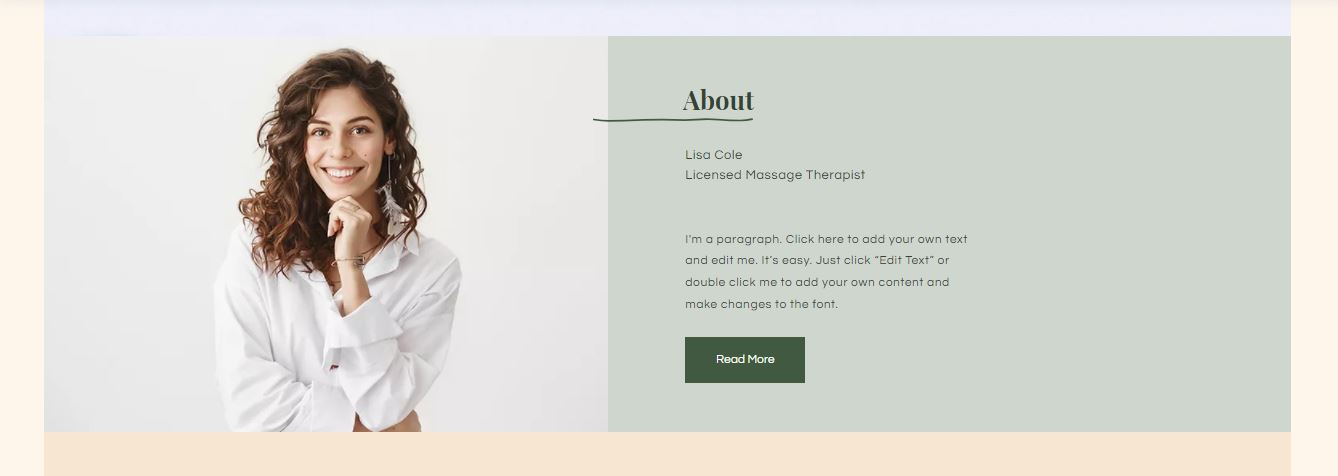 About
Lisa Cole
Licensed Massage Therapist
I'm a paragraph. Click here to add your own text
and edit me. It's easy. Just click “Edit Text” or
double click me to add your own content and
make changes to the font.
Read More